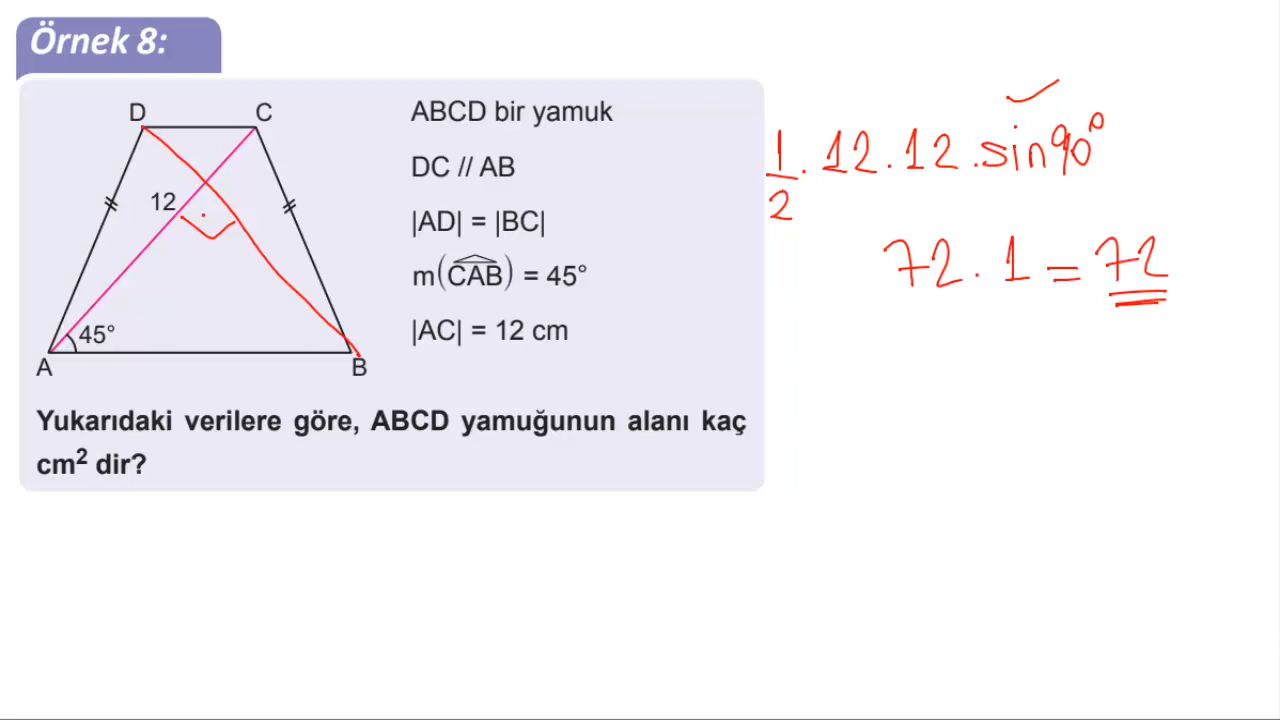 Örnek 8:
D C
12
45°
A B
ABCD bir yamuk
DC // AB
|AD| = |BC|
m(CAB) = 45°
|AC| = 12 cm
Yukarıdaki verilere göre, ABCD yamuğunun alanı kaç
cm² dir?
1/2 . 12 . 12 . sin90°
72 . 1 = 72